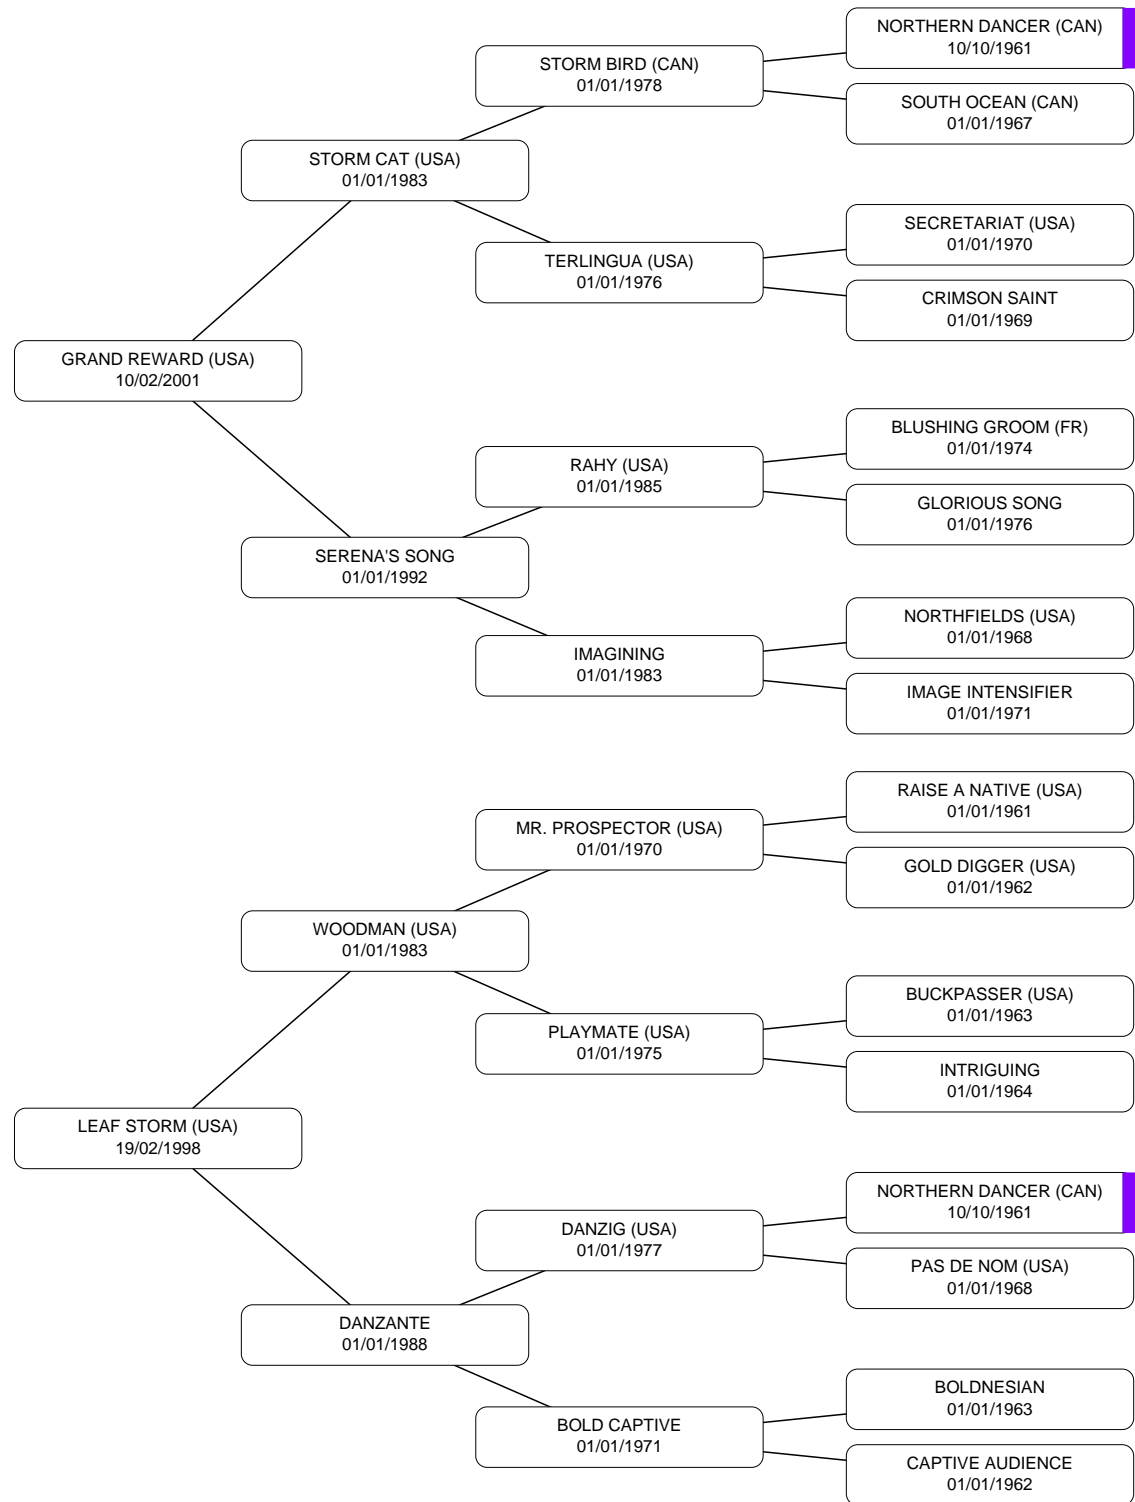 NORTHERN DANCER (CAN)
10/10/1961
STORM BIRD (CAN)
01/01/1978
SOUTH OCEAN (CAN)
01/01/1967
STORM CAT (USA)
01/01/1983
SECRETARIAT (USA)
01/01/1970
TERLINGUA (USA)
01/01/1976
CRIMSON SAINT
01/01/1969
GRAND REWARD (USA)
10/02/2001
BLUSHING GROOM (FR)
01/01/1974
RAHY (USA)
01/01/1985
GLORIOUS SONG
01/01/1976
SERENA'S SONG
01/01/1992
NORTHFIELDS (USA)
01/01/1968
IMAGINING
01/01/1983
IMAGE INTENSIFIER
01/01/1971
RAISE A NATIVE (USA)
01/01/1961
MR. PROSPECTOR (USA)
01/01/1970
GOLD DIGGER (USA)
01/01/1962
WOODMAN (USA)
01/01/1983
BUCKPASSER (USA)
01/01/1963
PLAYMATE (USA)
01/01/1975
INTRIGUING
01/01/1964
LEAF STORM (USA)
19/02/1998
NORTHERN DANCER (CAN)
10/10/1961
DANZIG (USA)
01/01/1977
PAS DE NOM (USA)
01/01/1968
DANZANTE
01/01/1988
BOLDNESIAN
01/01/1963
BOLD CAPTIVE
01/01/1971
CAPTIVE AUDIENCE
01/01/1962